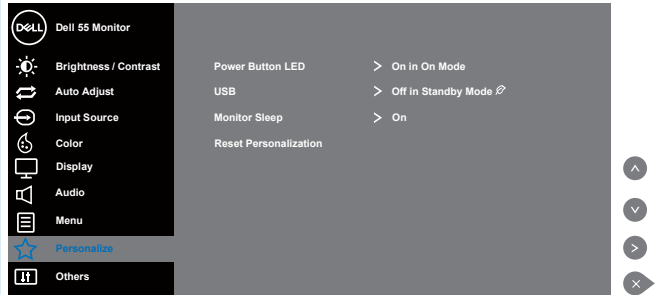 DELL Dell 55 Monitor
Brightness / Contrast Power Button LED > On in On Mode
Auto Adjust USB > Off in Standby Mode
Input Source Monitor Sleep > On
Color Reset Personalization
Display
Audio
Menu
Personalize
Others